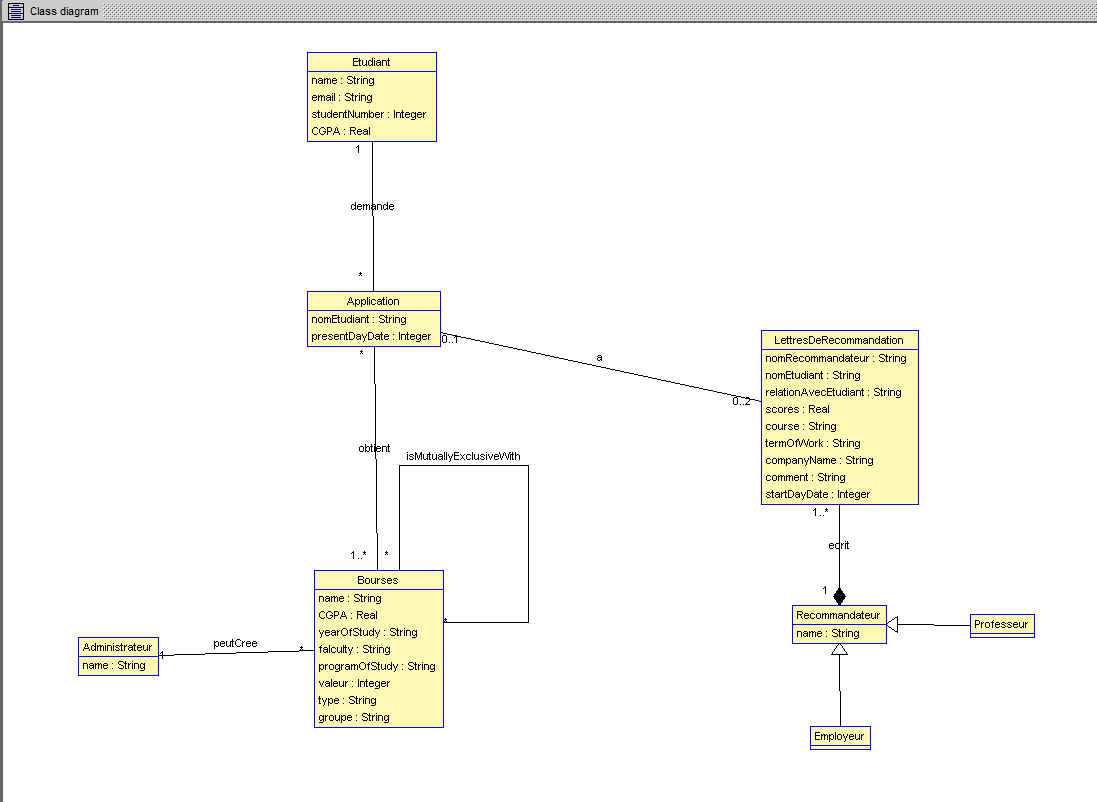 Class diagram
Etudiant
name : String
email : String
studentNumber : Integer
CGPA : Real
1
demande
*
Application
nomEtudiant : String
presentDayDate : Integer
*
0..1
a
0..2
LettresDeRecommandation
nomRecommandateur : String
nomEtudiant : String
relationAvecEtudiant : String
scores : Real
course : String
termOfWork : String
companyName : String
comment : String
startDayDate : Integer
obtient
isMutuallyExclusiveWith
1..*
*
*
Bourses
name : String
CGPA : Real
yearOfStudy : String
falculty : String
programOfStudy : String
valeur : Integer
type : String
groupe : String
Administrateur
name : String
1
peutCree
*
1..*
ecrit
1
Recommandateur
name : String
Professeur
Employeur